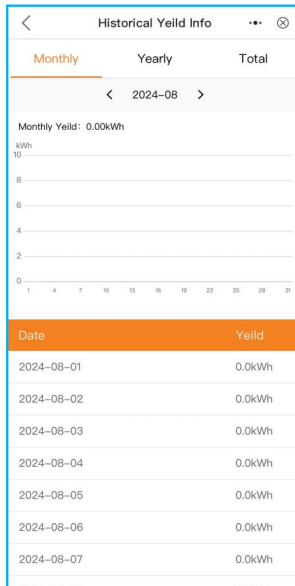 Historical Yeild Info
Monthly Yearly Total
2024-08
Monthly Yeild: 0.00kWh
kWh
10
8
6
4
2
0
1 4 7 10 13 16 19 22 25 28 31
Date Yeild
2024-08-01 0.0kWh
2024-08-02 0.0kWh
2024-08-03 0.0kWh
2024-08-04 0.0kWh
2024-08-05 0.0kWh
2024-08-06 0.0kWh
2024-08-07 0.0kWh